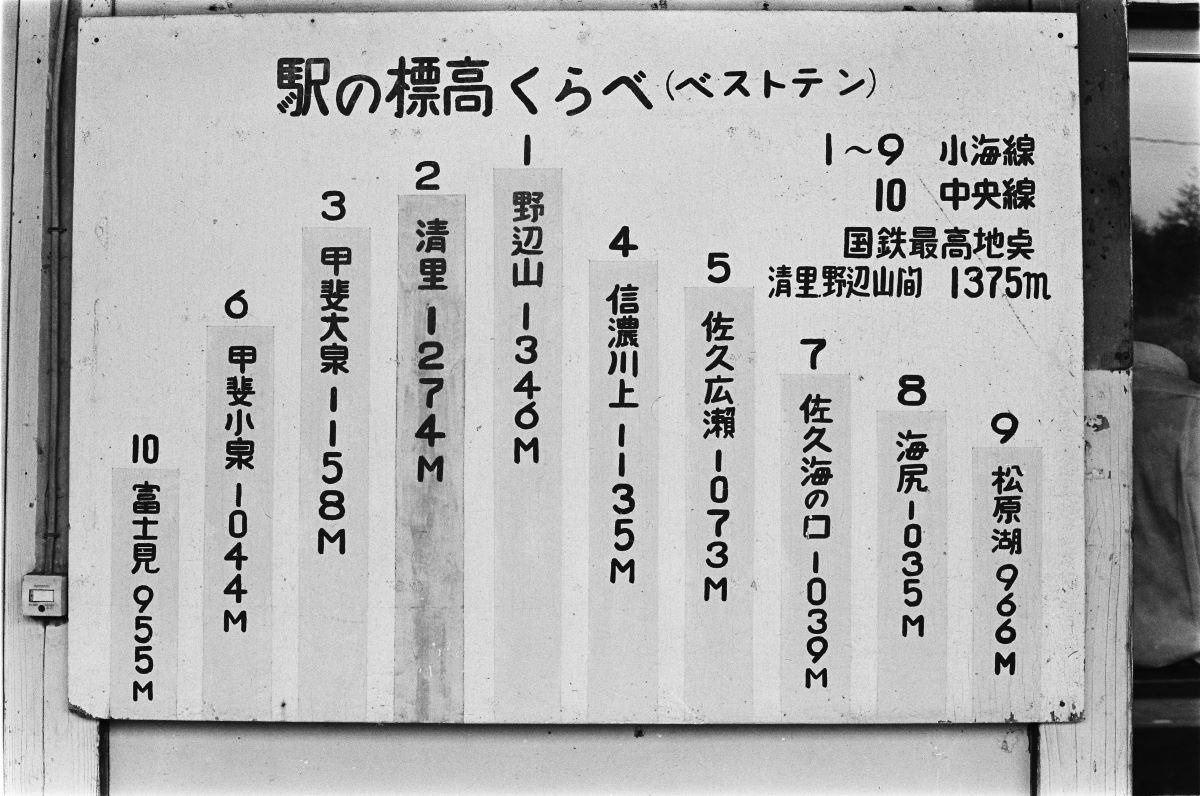 駅の標高くらべ(ベストテン)
1~9 小海線
10 中央線
国鉄最高地点
清里野辺山間 1375m
10
富士見 955M
6
甲斐小泉 1044M
3
甲斐大泉 1158M
2
清里 1274M
1
野辺山 1346M
4
信濃川上 1135M
5
佐久広瀬 1073M
7
佐久海の口 1039M
8
海尻 1035M
9
松原湖 966M